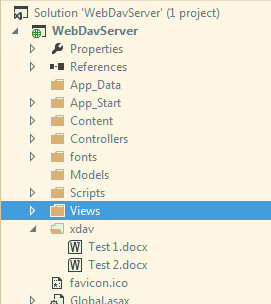 Solution 'WebDavServer' (1 project)
WebDavServer
Properties
References
App_Data
App_Start
Content
Controllers
fonts
Models
Scripts
Views
xdav
Test 1.docx
Test 2.docx
favicon.ico
Global.asax